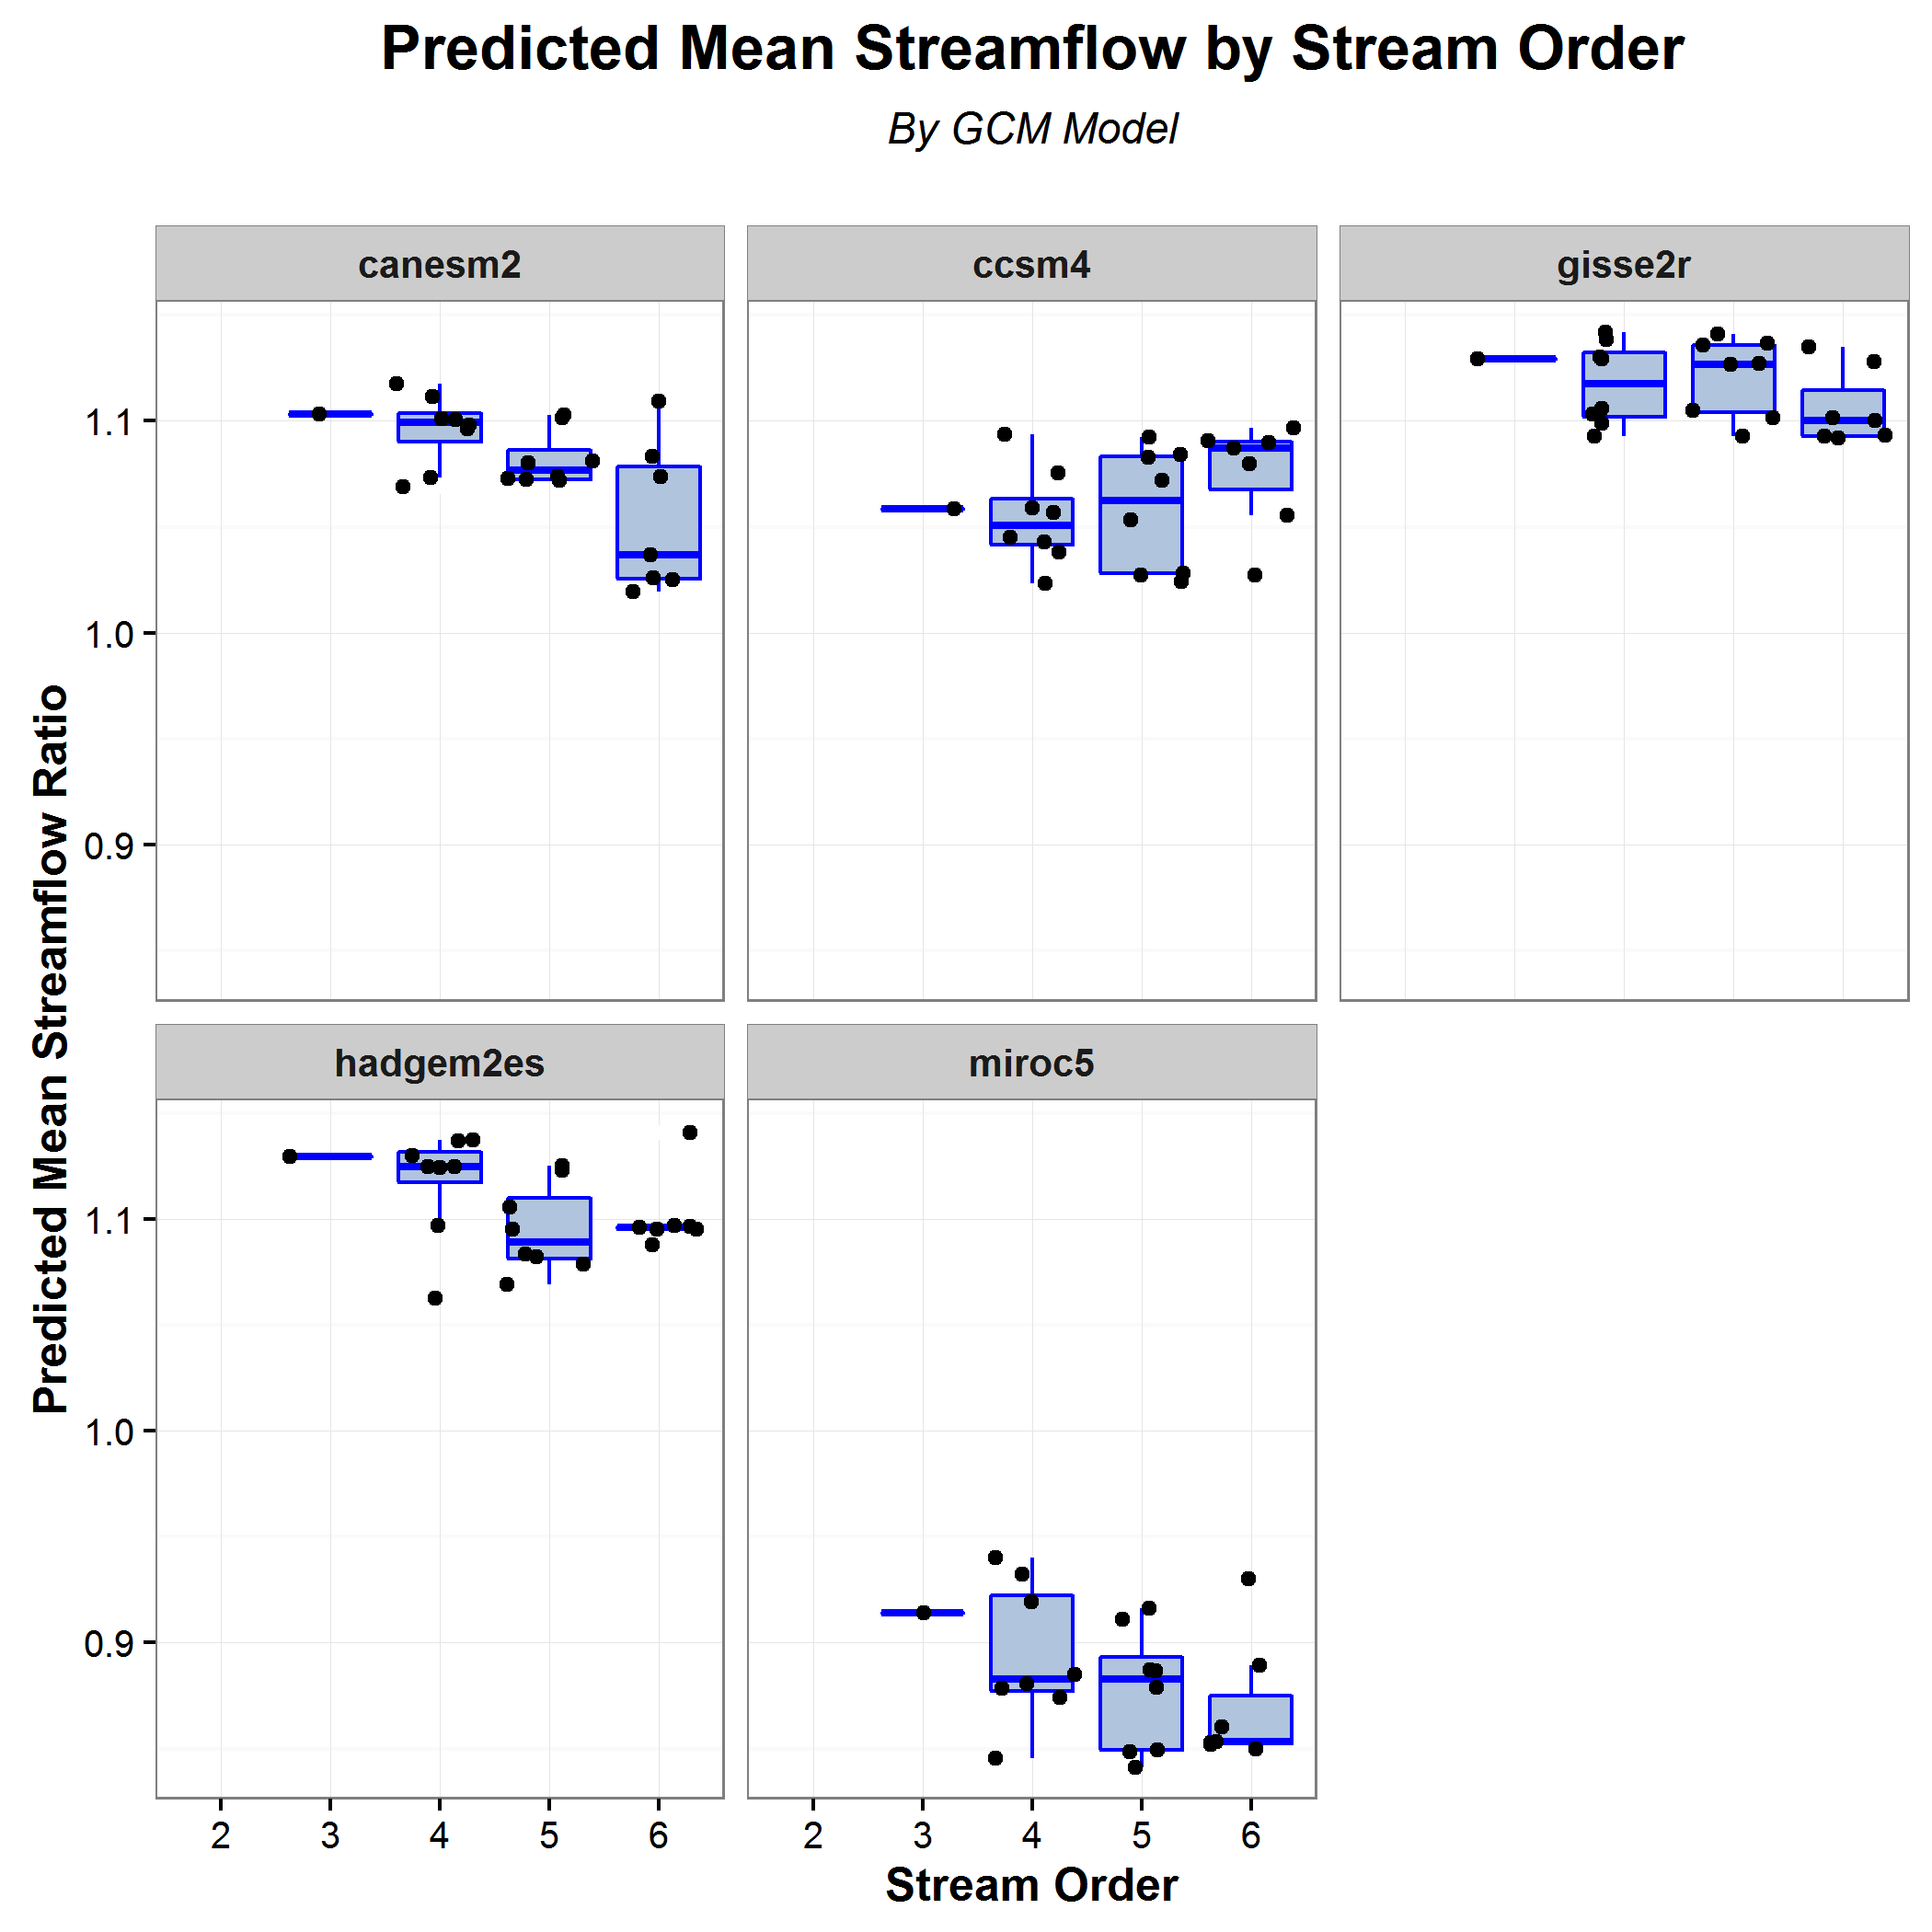 Predicted Mean Streamflow by Stream Order
By GCM Model
canesm2
ccsm4
gisse2r
1.1
1.0
0.9
Predicted Mean Streamflow Ratio
hadgem2es
miroc5
1.1
1.0
0.9
2 3 4 5 6
2 3 4 5 6
Stream Order